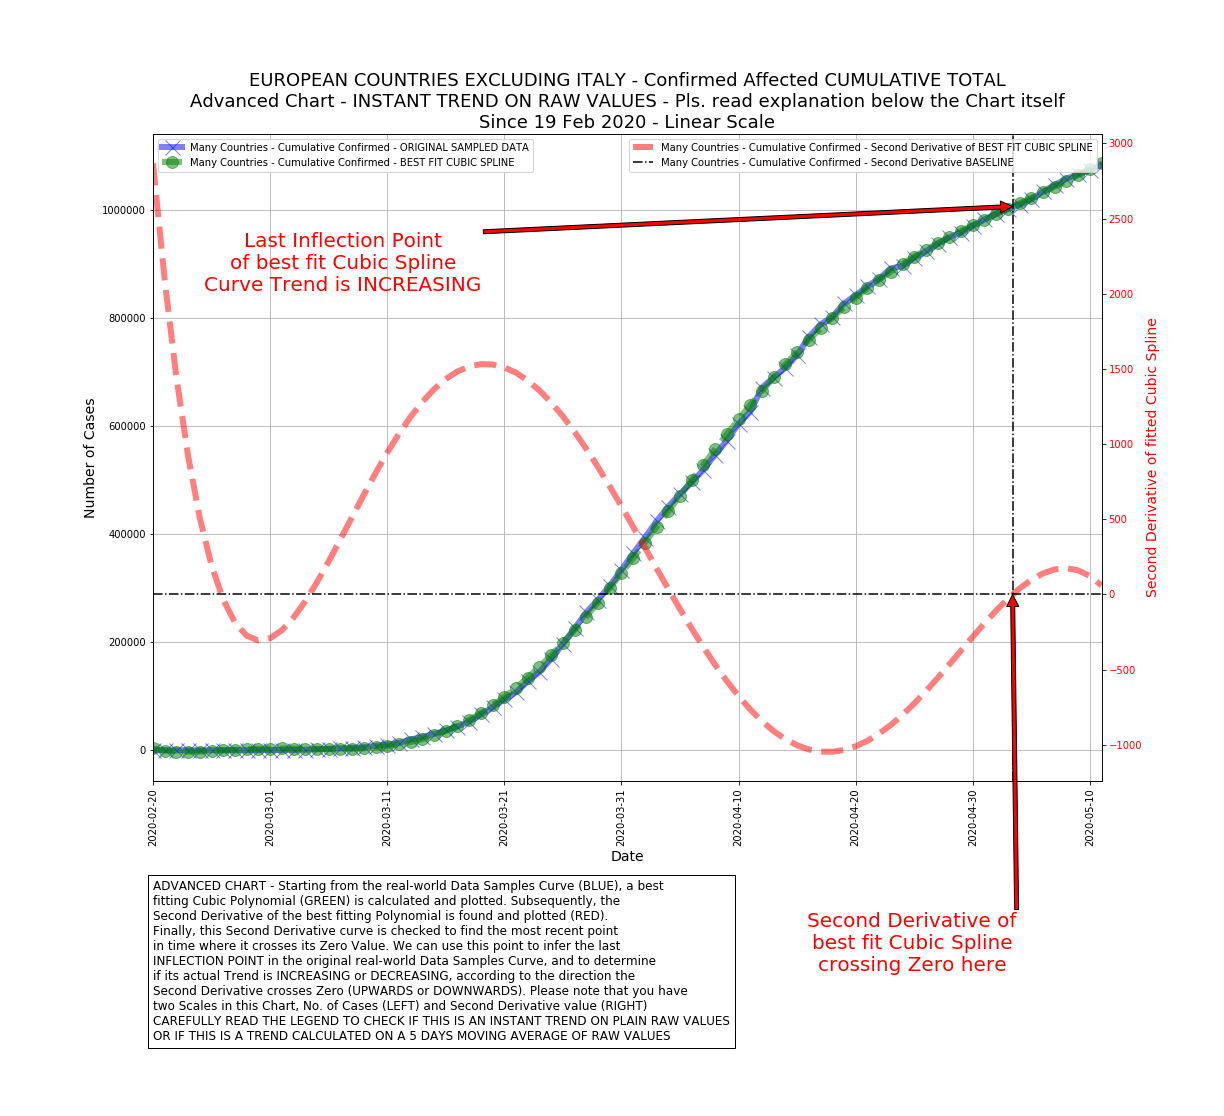 EUROPEAN COUNTRIES EXCLUDING ITALY - Confirmed Affected CUMULATIVE TOTAL
Advanced Chart - INSTANT TREND ON RAW VALUES - Pls. read explanation below the Chart itself
Since 19 Feb 2020 - Linear Scale
Many Countries - Cumulative Confirmed - ORIGINAL SAMPLED DATA
Many Countries - Cumulative Confirmed - BEST FIT CUBIC SPLINE
Many Countries - Cumulative Confirmed - Second Derivative of BEST FIT CUBIC SPLINE
Many Countries - Cumulative Confirmed - Second Derivative BASELINE
Last Inflection Point
of best fit Cubic Spline
Curve Trend is INCREASING
Number of Cases
1000000
800000
600000
400000
200000
0
3000
2500
2000
1500
1000
500
0
−500
−1000
Second Derivative of fitted Cubic Spline
2020-02-20
2020-03-01
2020-03-11
2020-03-21
2020-03-31
2020-04-10
2020-04-20
2020-04-30
2020-05-10
Date
ADVANCED CHART - Starting from the real-world Data Samples Curve (BLUE), a best
fitting Cubic Polynomial (GREEN) is calculated and plotted. Subsequently, the
Second Derivative of the best fitting Polynomial is found and plotted (RED).
Finally, this Second Derivative curve is checked to find the most recent point
in time where it crosses its Zero Value. We can use this point to infer the last
INFLECTION POINT in the original real-world Data Samples Curve, and to determine
if its actual Trend is INCREASING or DECREASING, according to the direction the
Second Derivative crosses Zero (UPWARDS or DOWNWARDS). Please note that you have
two Scales in this Chart, No. of Cases (LEFT) and Second Derivative value (RIGHT)
CAREFULLY READ THE LEGEND TO CHECK IF THIS IS AN INSTANT TREND ON PLAIN RAW VALUES
OR IF THIS IS A TREND CALCULATED ON A 5 DAYS MOVING AVERAGE OF RAW VALUES
Second Derivative of
best fit Cubic Spline
crossing Zero here